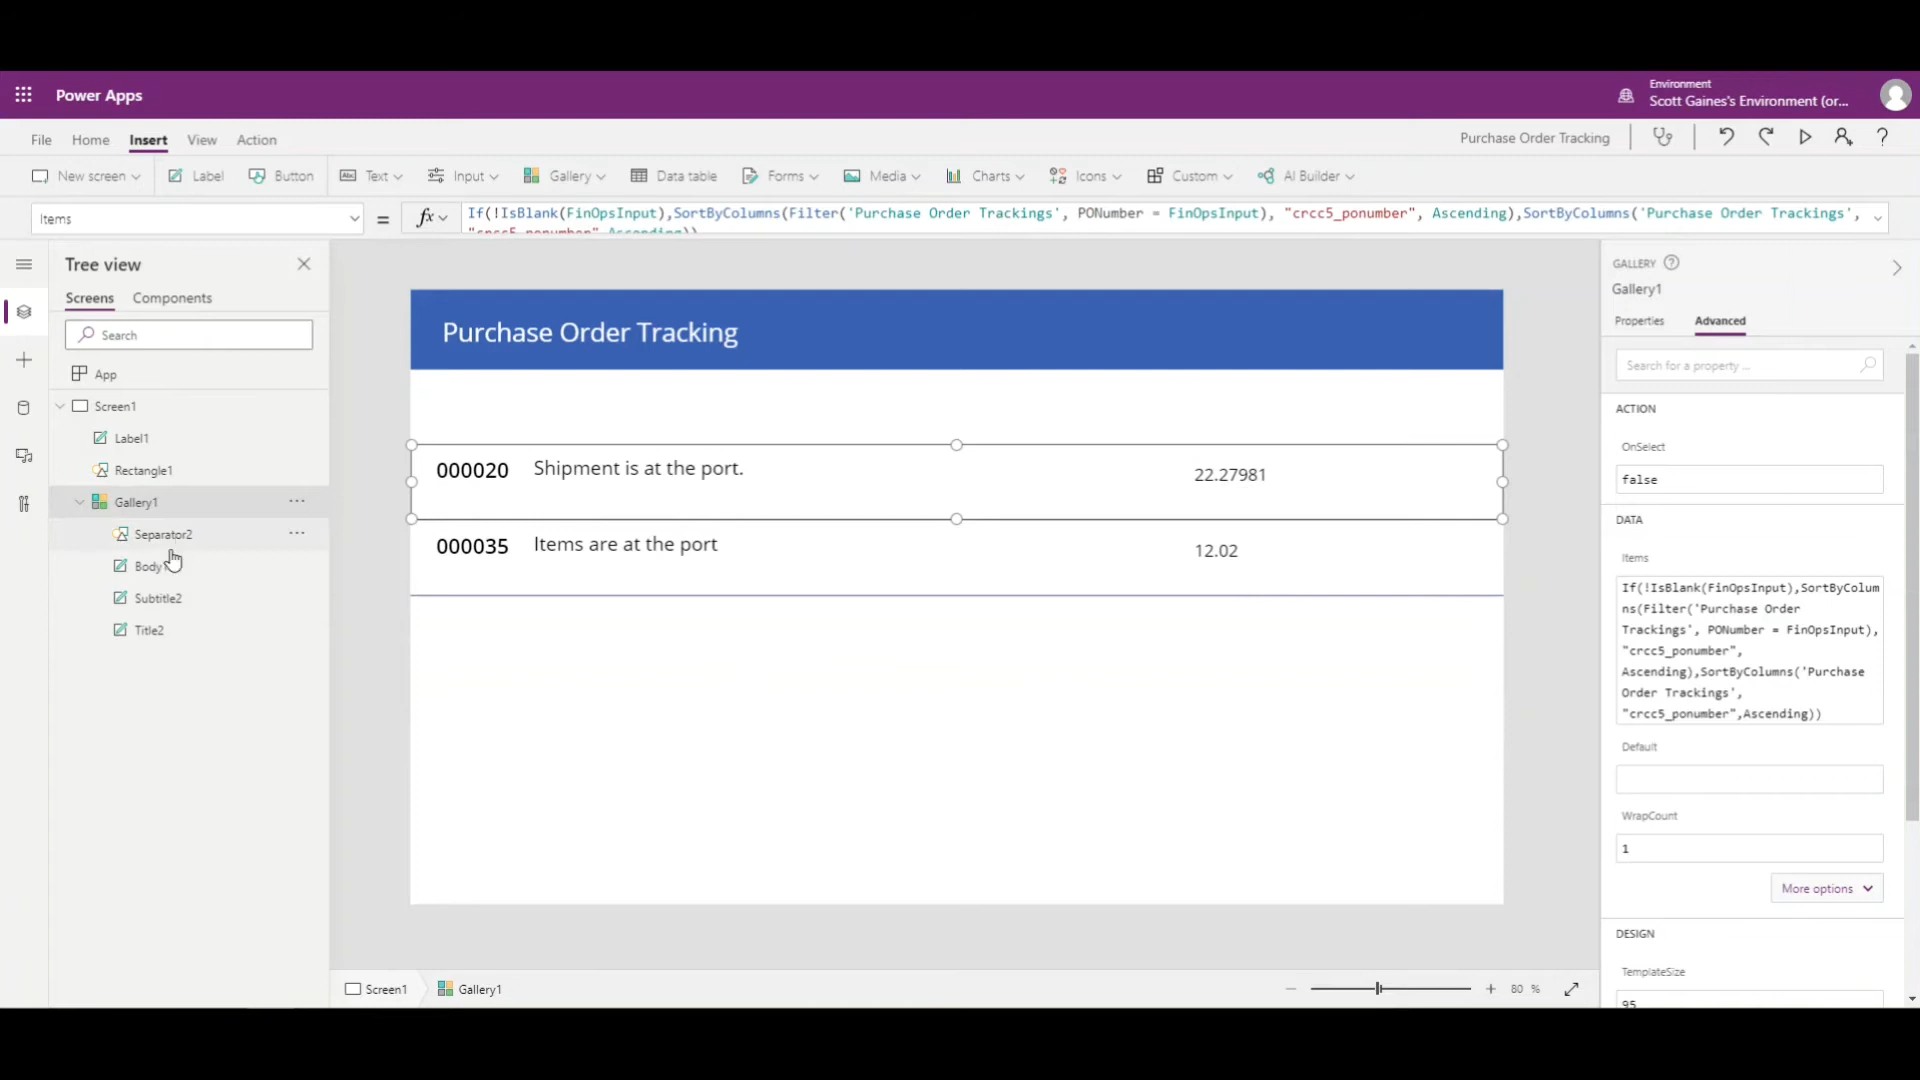 Power Apps
Environment
Scott Gaines's Environment (or...
File Home Insert View Action
Purchase Order Tracking
New screen Label Button Text Input Gallery Data table Forms Media Charts Icons Custom AI Builder
Items = fx If(!IsBlank(FinOpsInput),SortByColumns(Filter('Purchase Order Trackings', PONumber = FinOpsInput), "crcc5_ponumber", Ascending),SortByColumns('Purchase Order Trackings',
"crcc5_ponumber",Ascending))
Tree view
Screens Components
Search
App
Screen1
Label1
Rectangle1
Gallery1
Separator2
Body
Subtitle2
Title2
Purchase Order Tracking
000020 Shipment is at the port. 22.27981
000035 Items are at the port 12.02
Screen1 Gallery1
80 %
GALLERY
Gallery1
Properties Advanced
Search for a property ...
ACTION
OnSelect
false
DATA
Items
If(!IsBlank(FinOpsInput),SortByColum
ns(Filter('Purchase Order
Trackings', PONumber = FinOpsInput),
"crcc5_ponumber",
Ascending),SortByColumns('Purchase
Order Trackings',
"crcc5_ponumber",Ascending))
Default
WrapCount
1
More options
DESIGN
TemplateSize
95